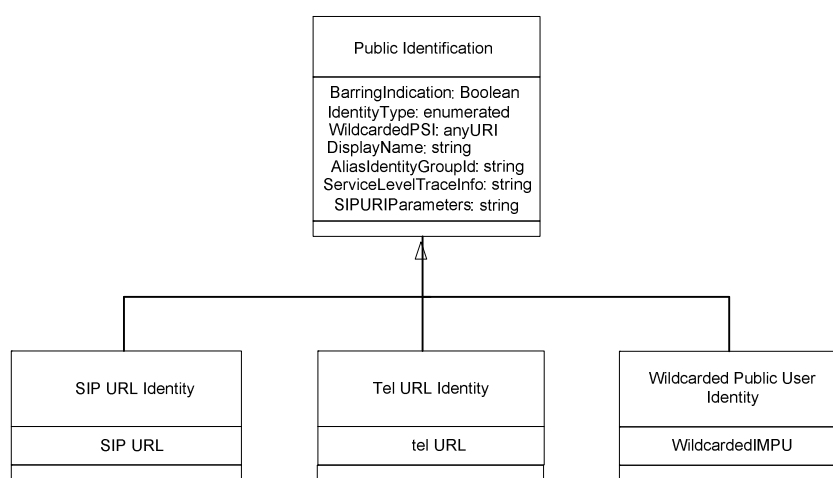 Public Identification
BarringIndication: Boolean
IdentityType: enumerated
WildcardedPSI: anyURI
DisplayName: string
AliasIdentityGroupId: string
ServiceLevelTraceInfo: string
SIPURIParameters: string
SIP URL Identity
Tel URL Identity
Wildcarded Public User
Identity
SIP URL
tel URL
WildcardedIMPU